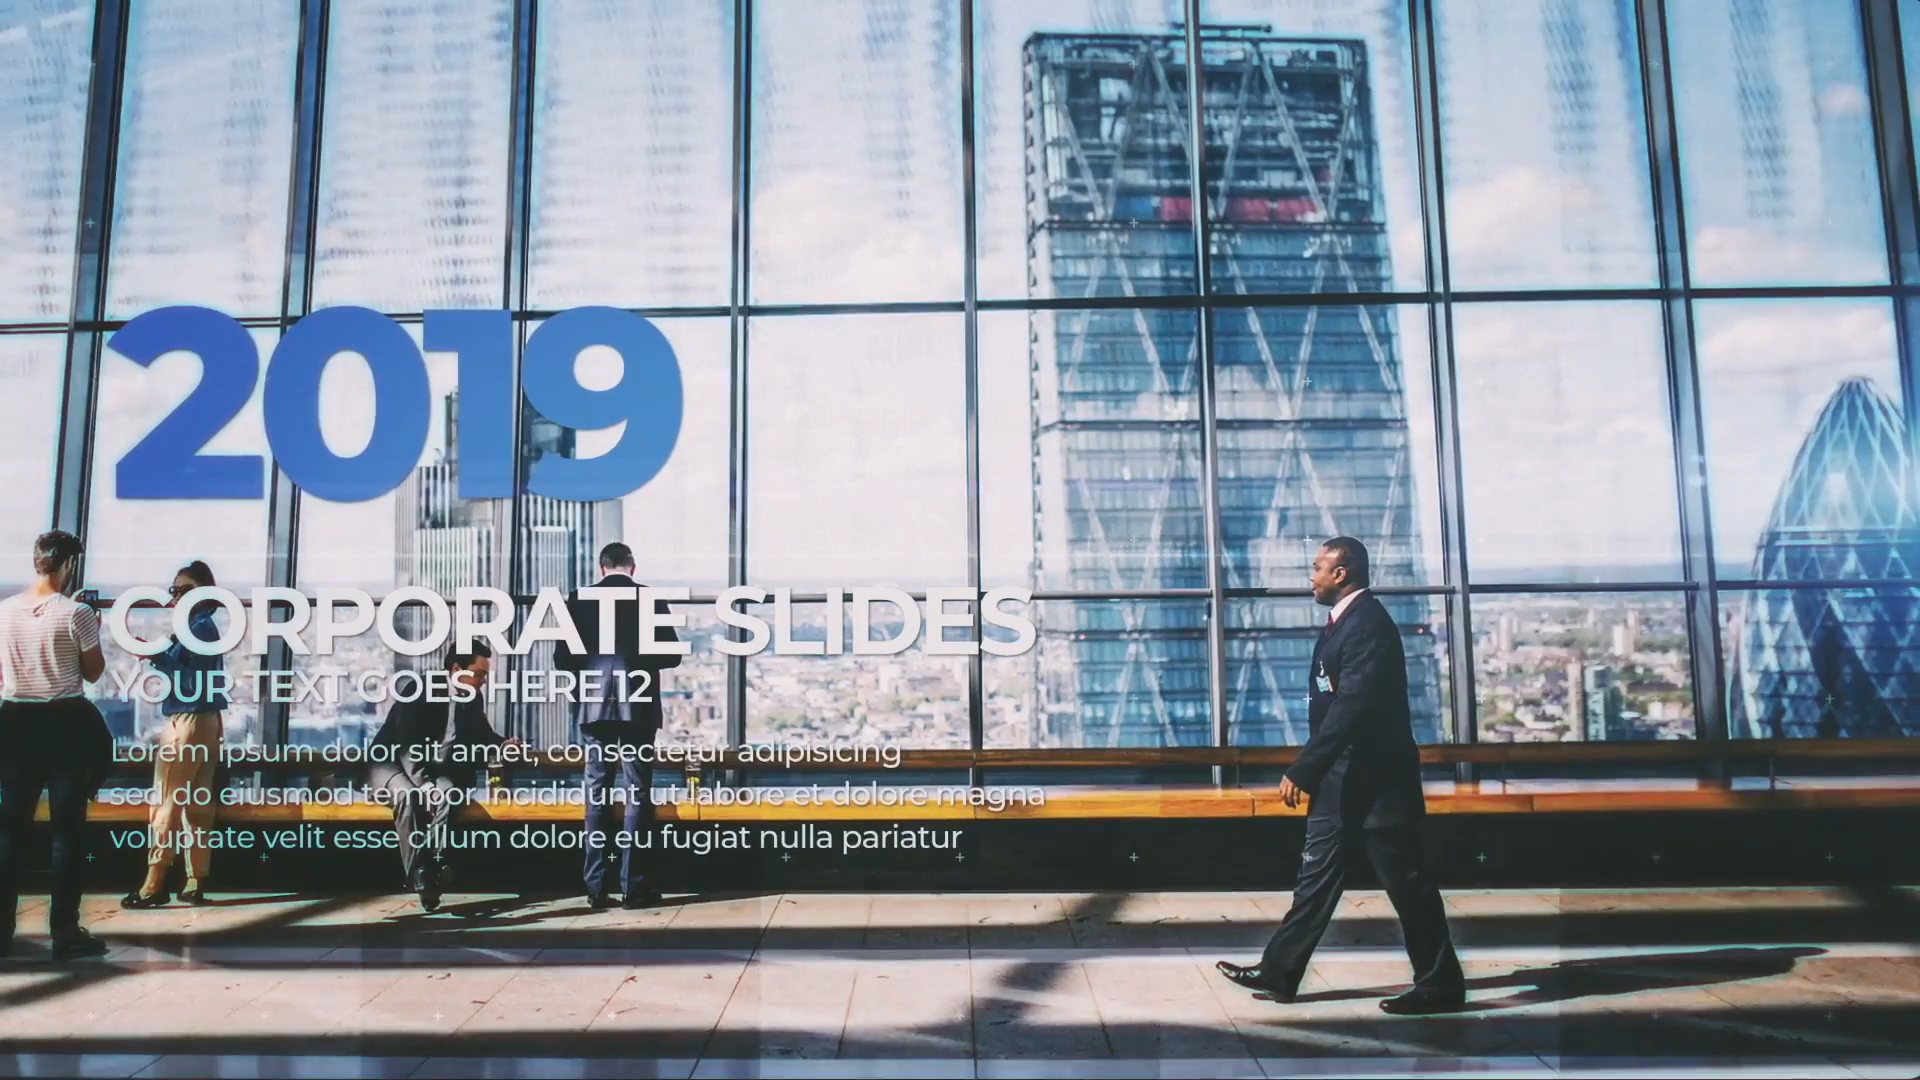 2019
CORPORATE SLIDES
YOUR TEXT GOES HERE 12
Lorem ipsum dolor sit amet, consectetur adipisicing
sed do eiusmod tempor incididunt ut labore et dolore magna
voluptate velit esse cillum dolore eu fugiat nulla pariatur